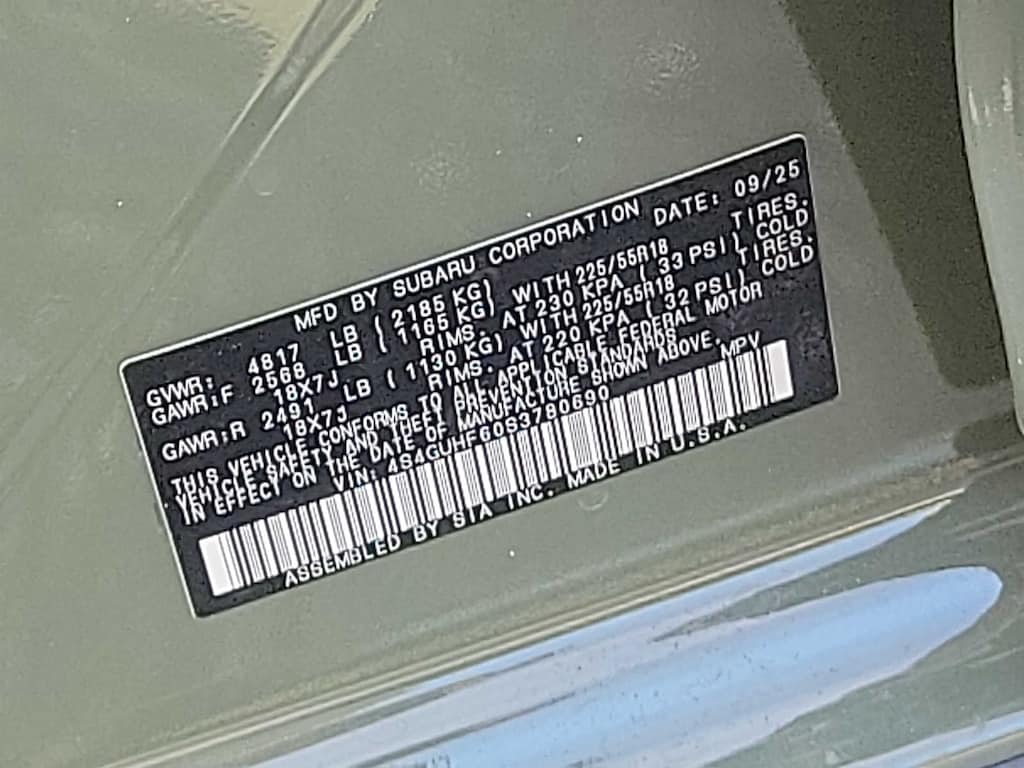 MFD BY SUBARU CORPORATION DATE: 09/25
GVWR: 4817 LB ( 2185 KG)
GAWR:F 2568 LB ( 1165 KG) WITH 225/55R18 TIRES.
18X7J RIMS. AT 230 KPA ( 33 PSI) COLD
GAWR:R 2491 LB ( 1130 KG) WITH 225/55R18 TIRES.
18X7J RIMS. AT 220 KPA ( 32 PSI) COLD
THIS VEHICLE CONFORMS TO ALL APPLICABLE FEDERAL MOTOR
VEHICLE SAFETY AND THEFT PREVENTION STANDARDS
IN EFFECT ON THE DATE OF MANUFACTURE SHOWN ABOVE.
VIN: 4S4GUHF60S3780690 MPV
ASSEMBLED BY SIA INC. MADE IN U.S.A.